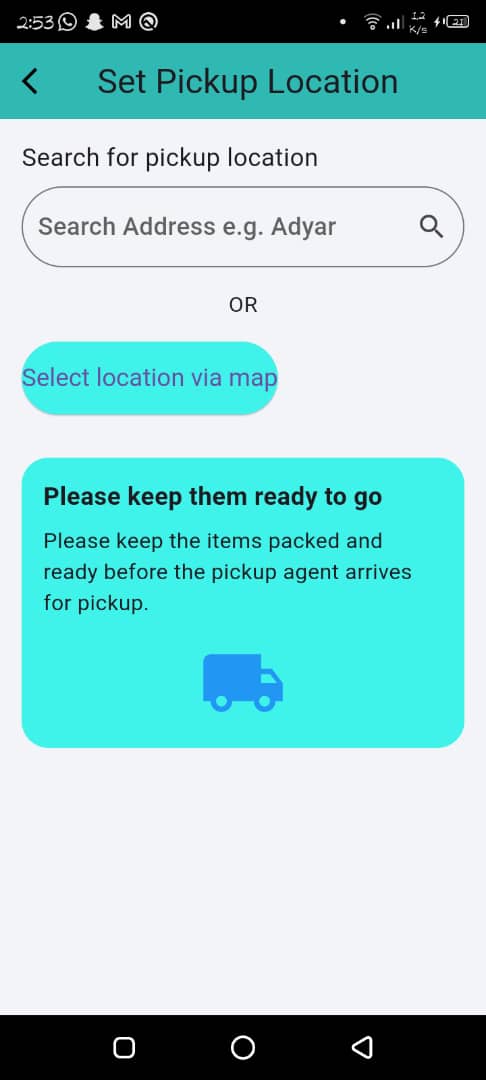 2:53
1,2
K/s
21
Set Pickup Location
Search for pickup location
Search Address e.g. Adyar
OR
Select location via map
Please keep them ready to go
Please keep the items packed and
ready before the pickup agent arrives
for pickup.